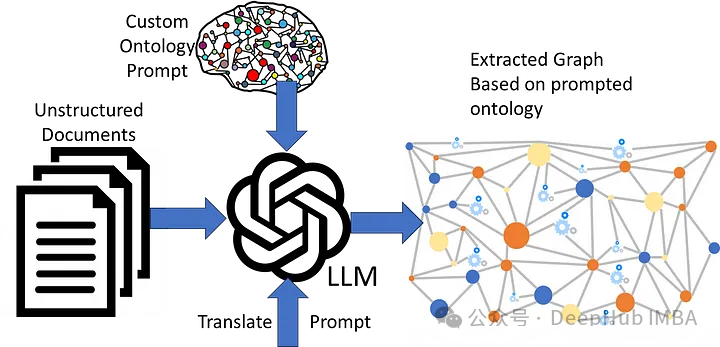 Custom
Ontology
Prompt
Extracted Graph
Based on prompted
ontology
Unstructured
Documents
LLM
Translate Prompt
公众号 · DeepHub IMBA